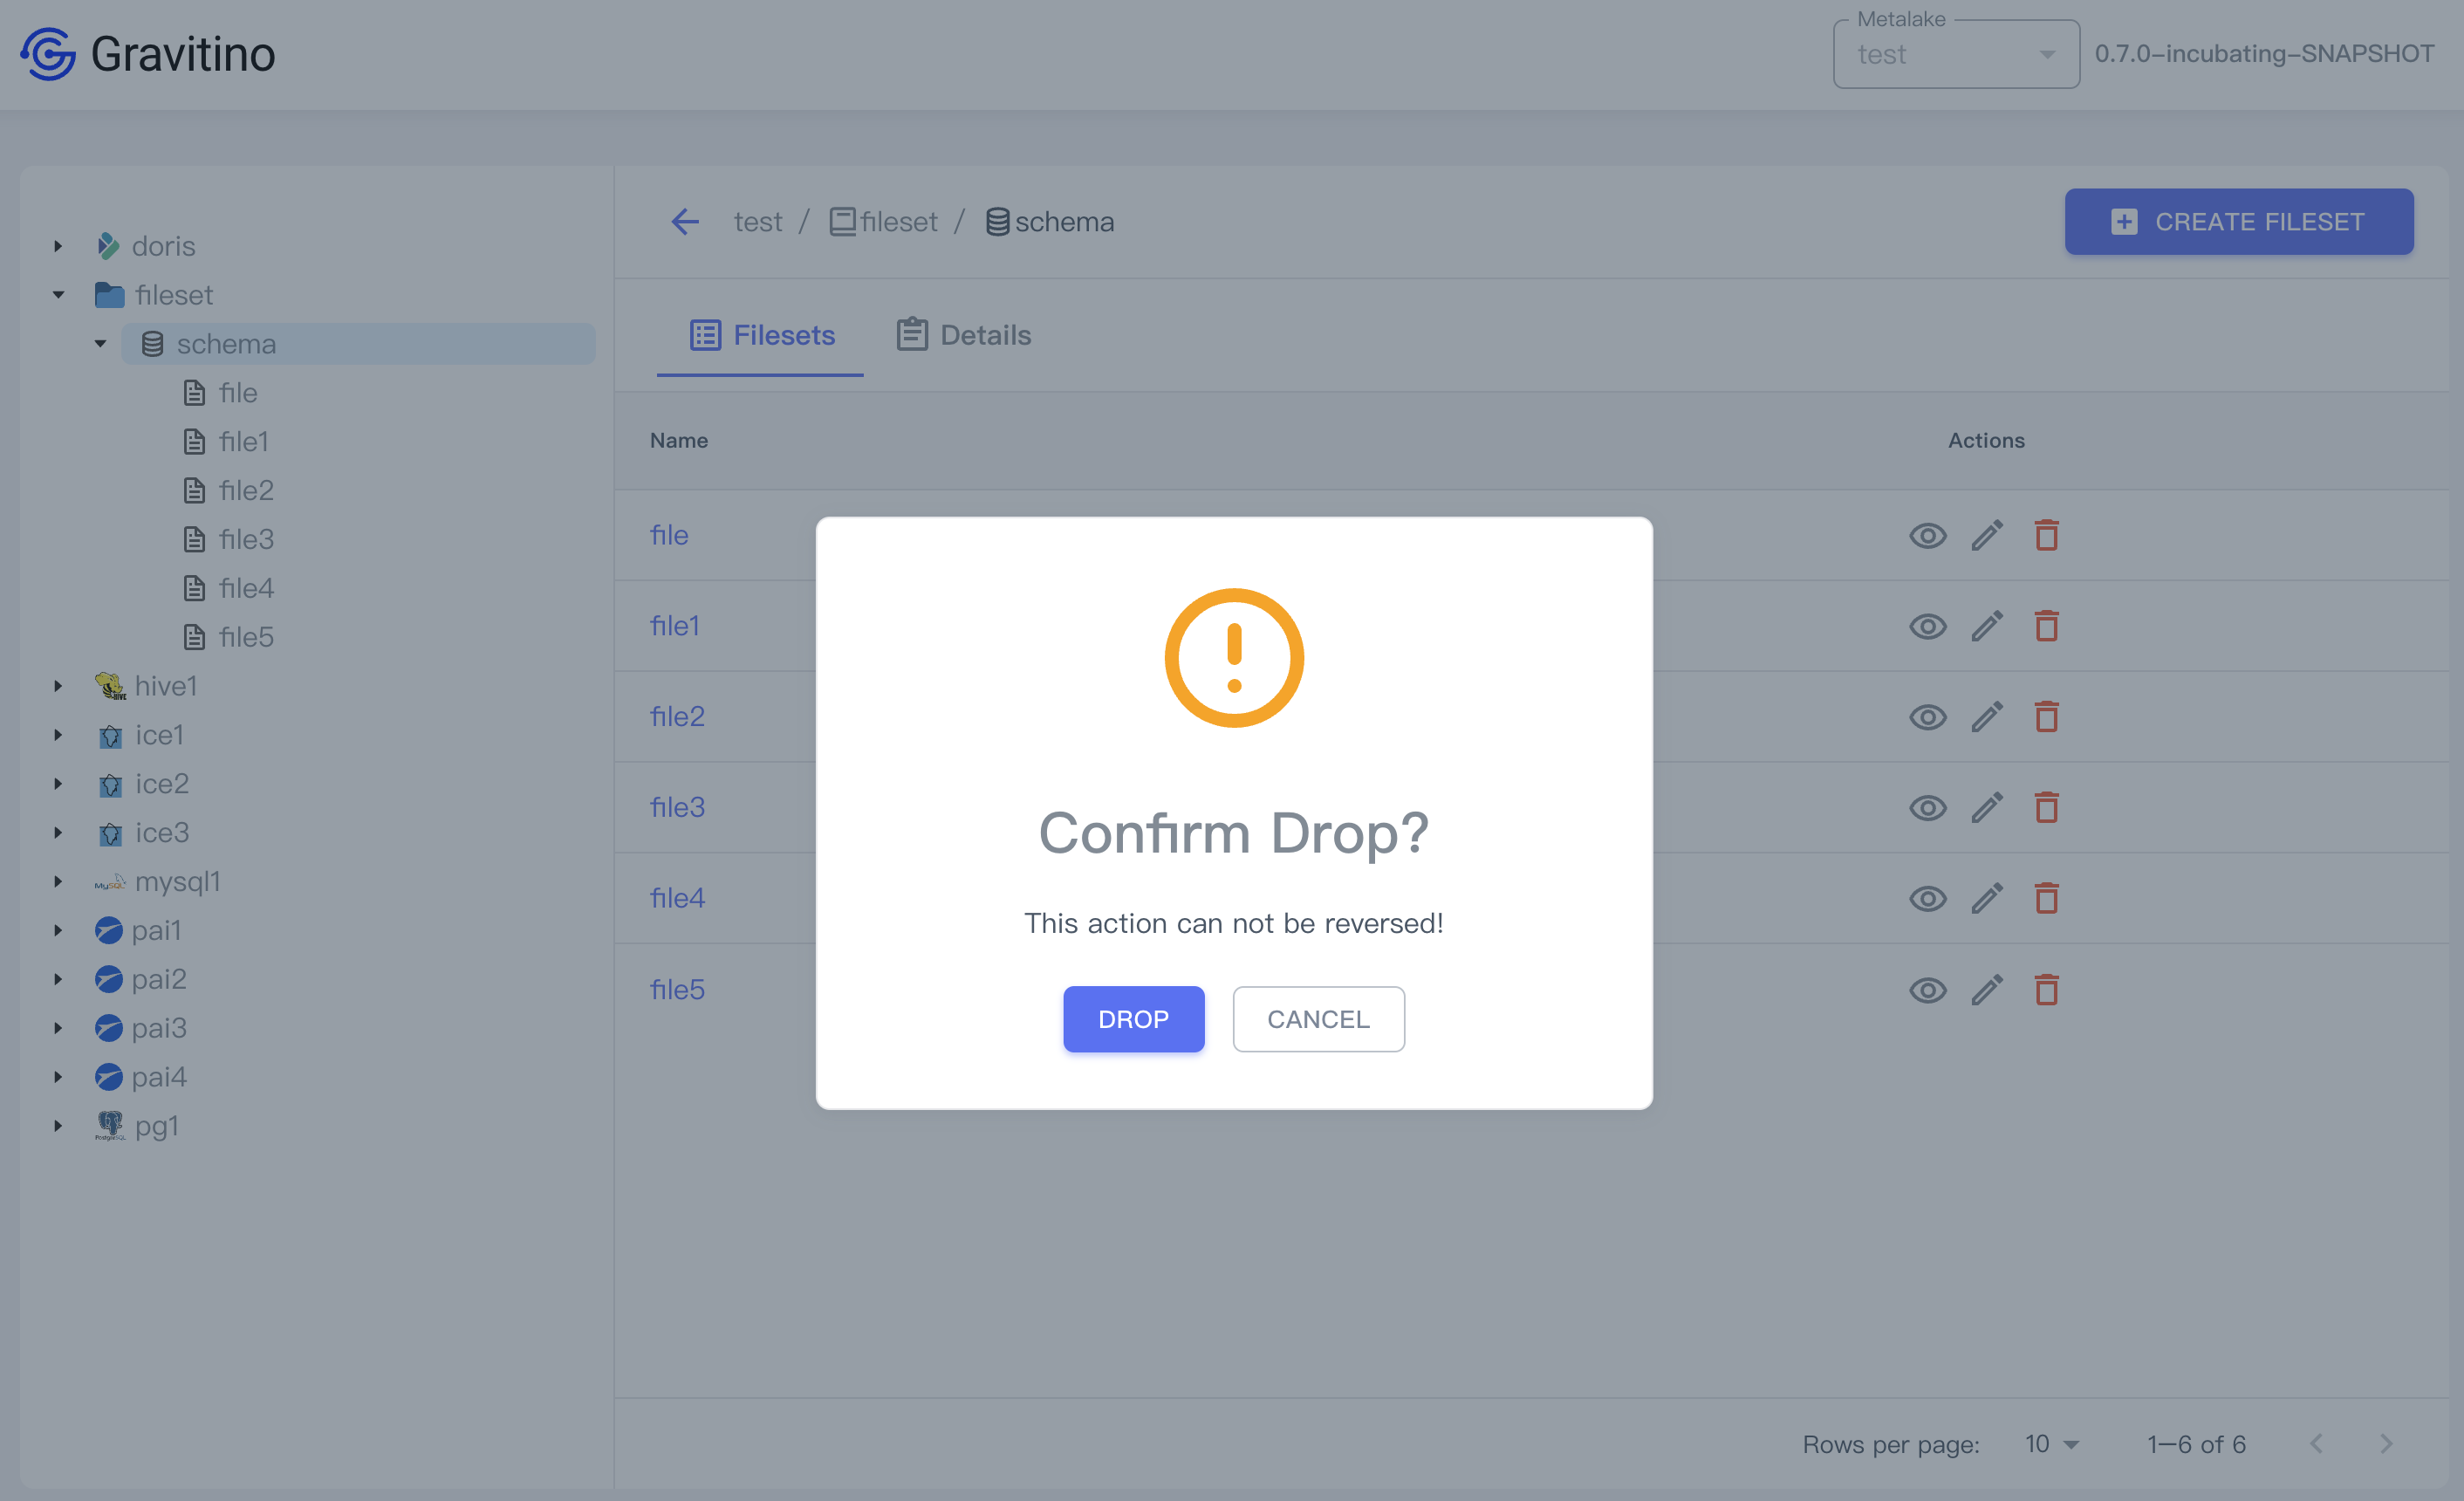 Gravitino
Metalake
test
0.7.0-incubating-SNAPSHOT
doris
fileset
schema
file
file1
file2
file3
file4
file5
hive1
ice1
ice2
ice3
mysql1
pai1
pai2
pai3
pai4
pg1
test / fileset / schema
CREATE FILESET
Filesets
Details
Name
Actions
file
file1
file2
file3
file4
file5
Confirm Drop?
This action can not be reversed!
DROP
CANCEL
Rows per page: 10
1–6 of 6